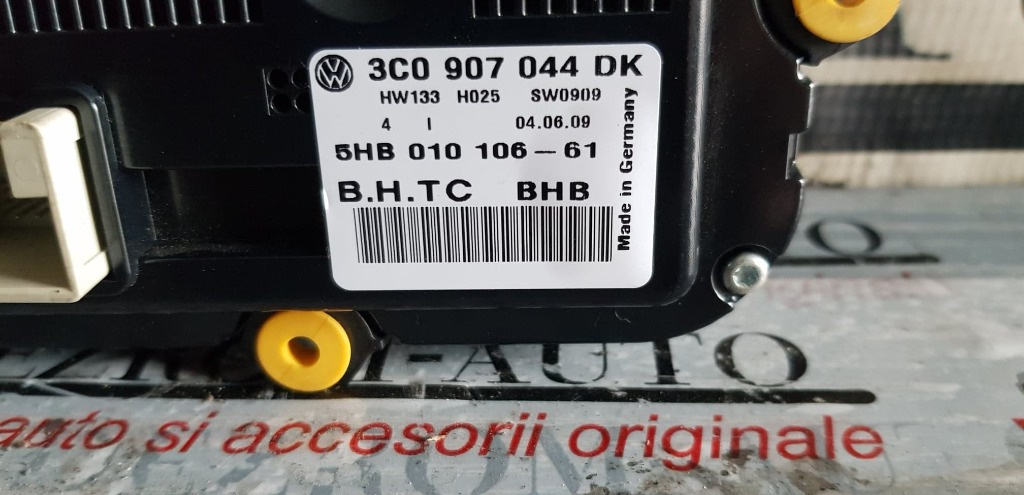 3C0 907 044 DK
HW133 H025 SW0909
4 I 04.06.09
5HB 010 106-61
B.H.TC BHB
Made in Germany
-AUTO
auto si accesorii originale